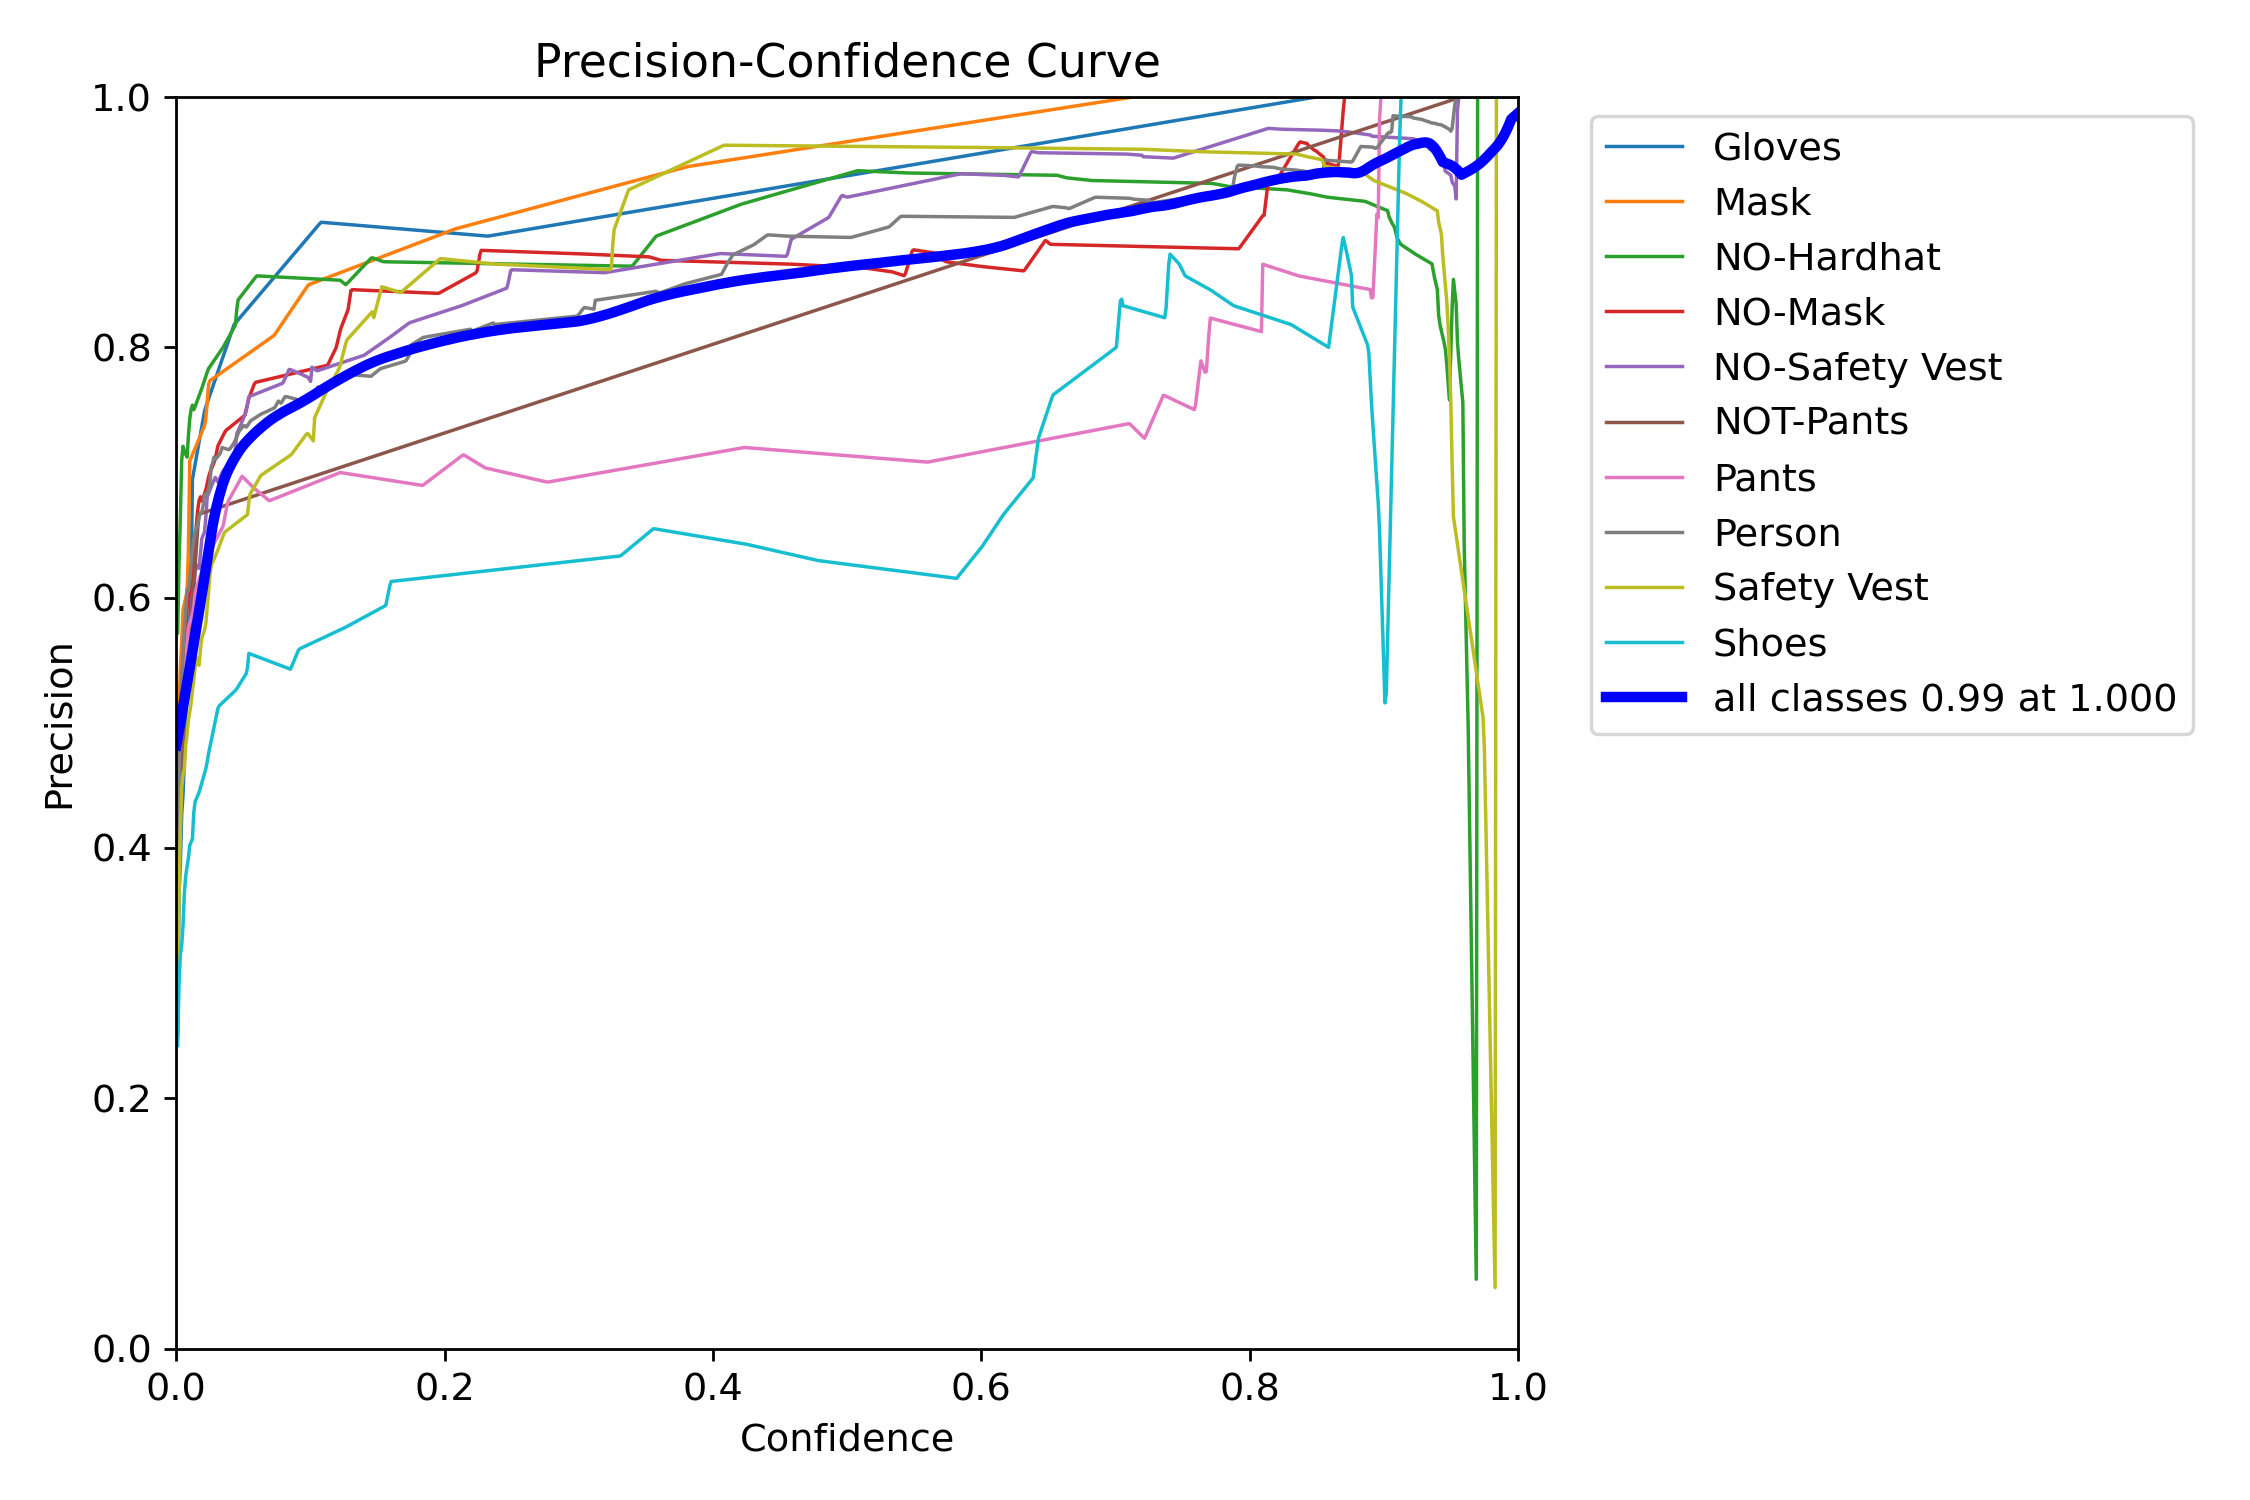 Precision-Confidence Curve
1.0
0.8
0.6
0.4
0.2
0.0
Precision
0.0 0.2 0.4 0.6 0.8 1.0
Confidence
Gloves
Mask
NO-Hardhat
NO-Mask
NO-Safety Vest
NOT-Pants
Pants
Person
Safety Vest
Shoes
all classes 0.99 at 1.000